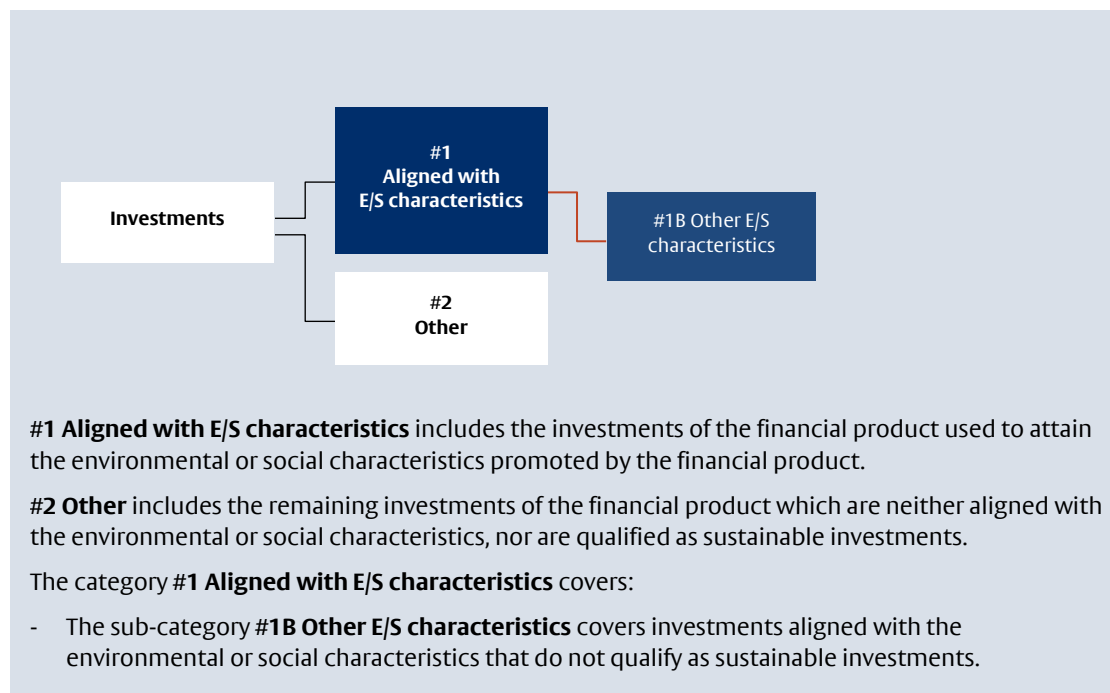 #1
Aligned with
E/S characteristics
Investments
#1B Other E/S
characteristics
#2
Other
#1 Aligned with E/S characteristics includes the investments of the financial product used to attain
the environmental or social characteristics promoted by the financial product.
#2 Other includes the remaining investments of the financial product which are neither aligned with
the environmental or social characteristics, nor are qualified as sustainable investments.
The category #1 Aligned with E/S characteristics covers:
- The sub-category #1B Other E/S characteristics covers investments aligned with the
environmental or social characteristics that do not qualify as sustainable investments.